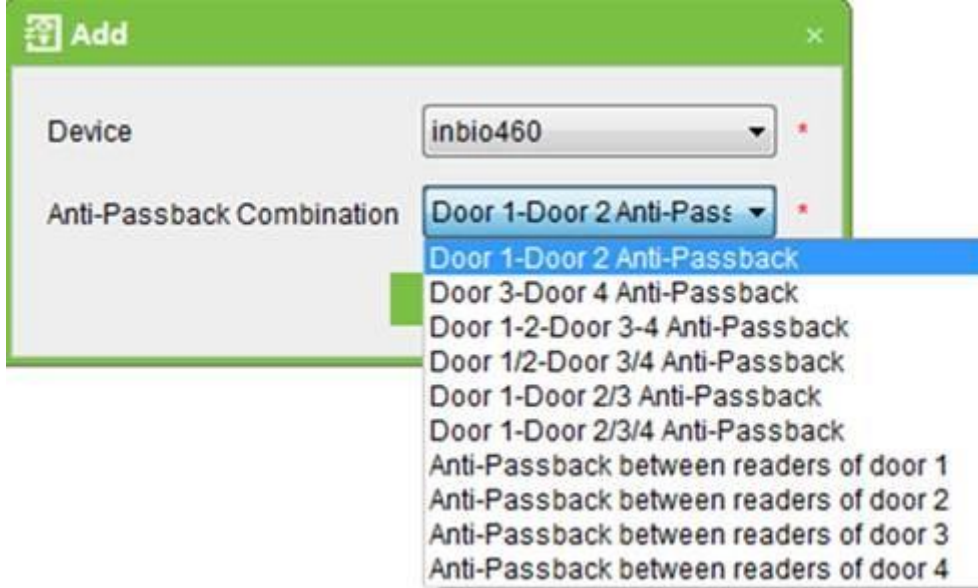 Add
×
Device inbio460 *
Anti-Passback Combination Door 1-Door 2 Anti-Pass *
Door 1-Door 2 Anti-Passback
Door 3-Door 4 Anti-Passback
Door 1-2-Door 3-4 Anti-Passback
Door 1/2-Door 3/4 Anti-Passback
Door 1-Door 2/3 Anti-Passback
Door 1-Door 2/3/4 Anti-Passback
Anti-Passback between readers of door 1
Anti-Passback between readers of door 2
Anti-Passback between readers of door 3
Anti-Passback between readers of door 4